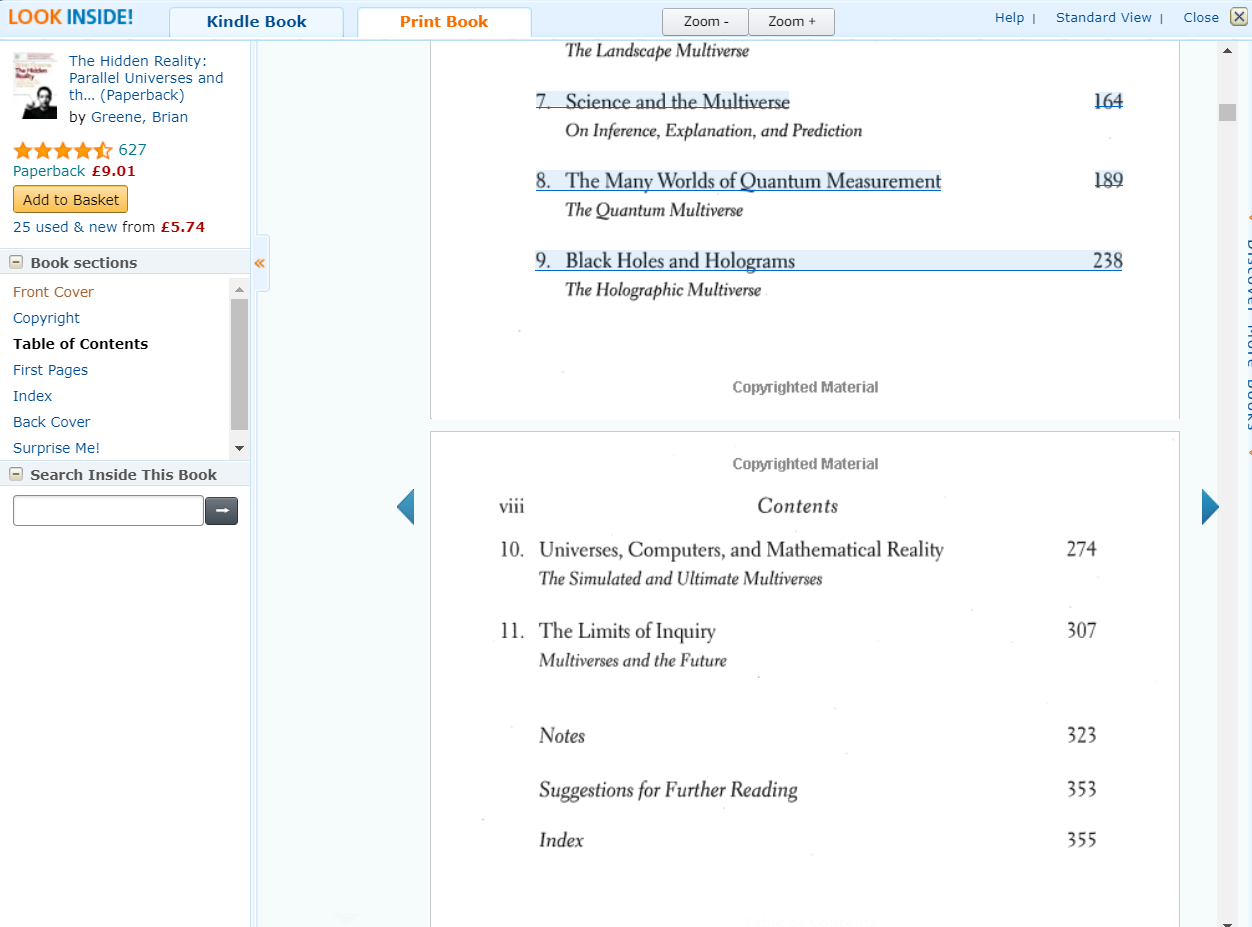 LOOK INSIDE!
Kindle Book
Print Book
Zoom -
Zoom +
Help | Standard View | Close
The Hidden Reality:
Parallel Universes and
th... (Paperback)
by Greene, Brian
627
Paperback £9.01
Add to Basket
25 used & new from £5.74
Book sections
Front Cover
Copyright
Table of Contents
First Pages
Index
Back Cover
Surprise Me!
Search Inside This Book
The Landscape Multiverse
7. Science and the Multiverse 164
On Inference, Explanation, and Prediction
8. The Many Worlds of Quantum Measurement 189
The Quantum Multiverse
9. Black Holes and Holograms 238
The Holographic Multiverse
Copyrighted Material
Copyrighted Material
viii Contents
10. Universes, Computers, and Mathematical Reality 274
The Simulated and Ultimate Multiverses
11. The Limits of Inquiry 307
Multiverses and the Future
Notes 323
Suggestions for Further Reading 353
Index 355
Discover More Books